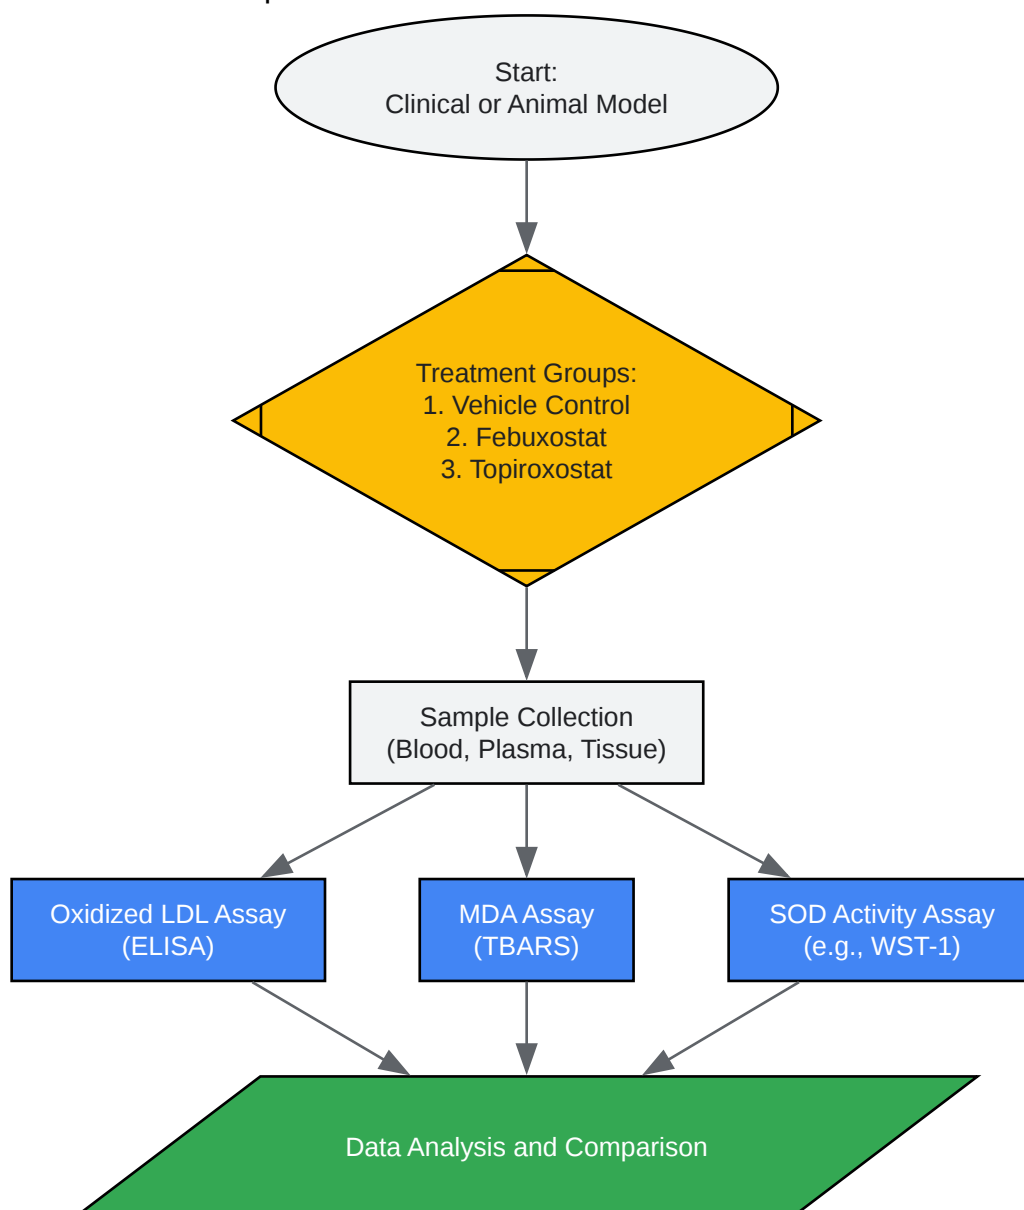 Start:
Clinical or Animal Model
Treatment Groups:
1. Vehicle Control
2. Febuxostat
3. Topiroxostat
Sample Collection
(Blood, Plasma, Tissue)
Oxidized LDL Assay
(ELISA)
MDA Assay
(TBARS)
SOD Activity Assay
(e.g., WST-1)
Data Analysis and Comparison